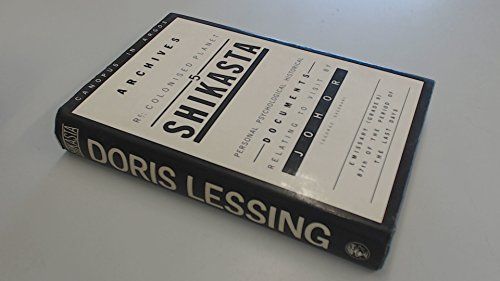 CANOPUS IN ARGOS
ARCHIVES
RE: COLONISED PLANET
5
SHIKASTA
PERSONAL PSYCHOLOGICAL HISTORICAL
DOCUMENTS
RELATING TO VISIT BY
JOHOR
EMISSARY (GRADE 9)
87th OF THE PERIOD OF
THE LAST DAYS
SHIKASTA
DORIS LESSING